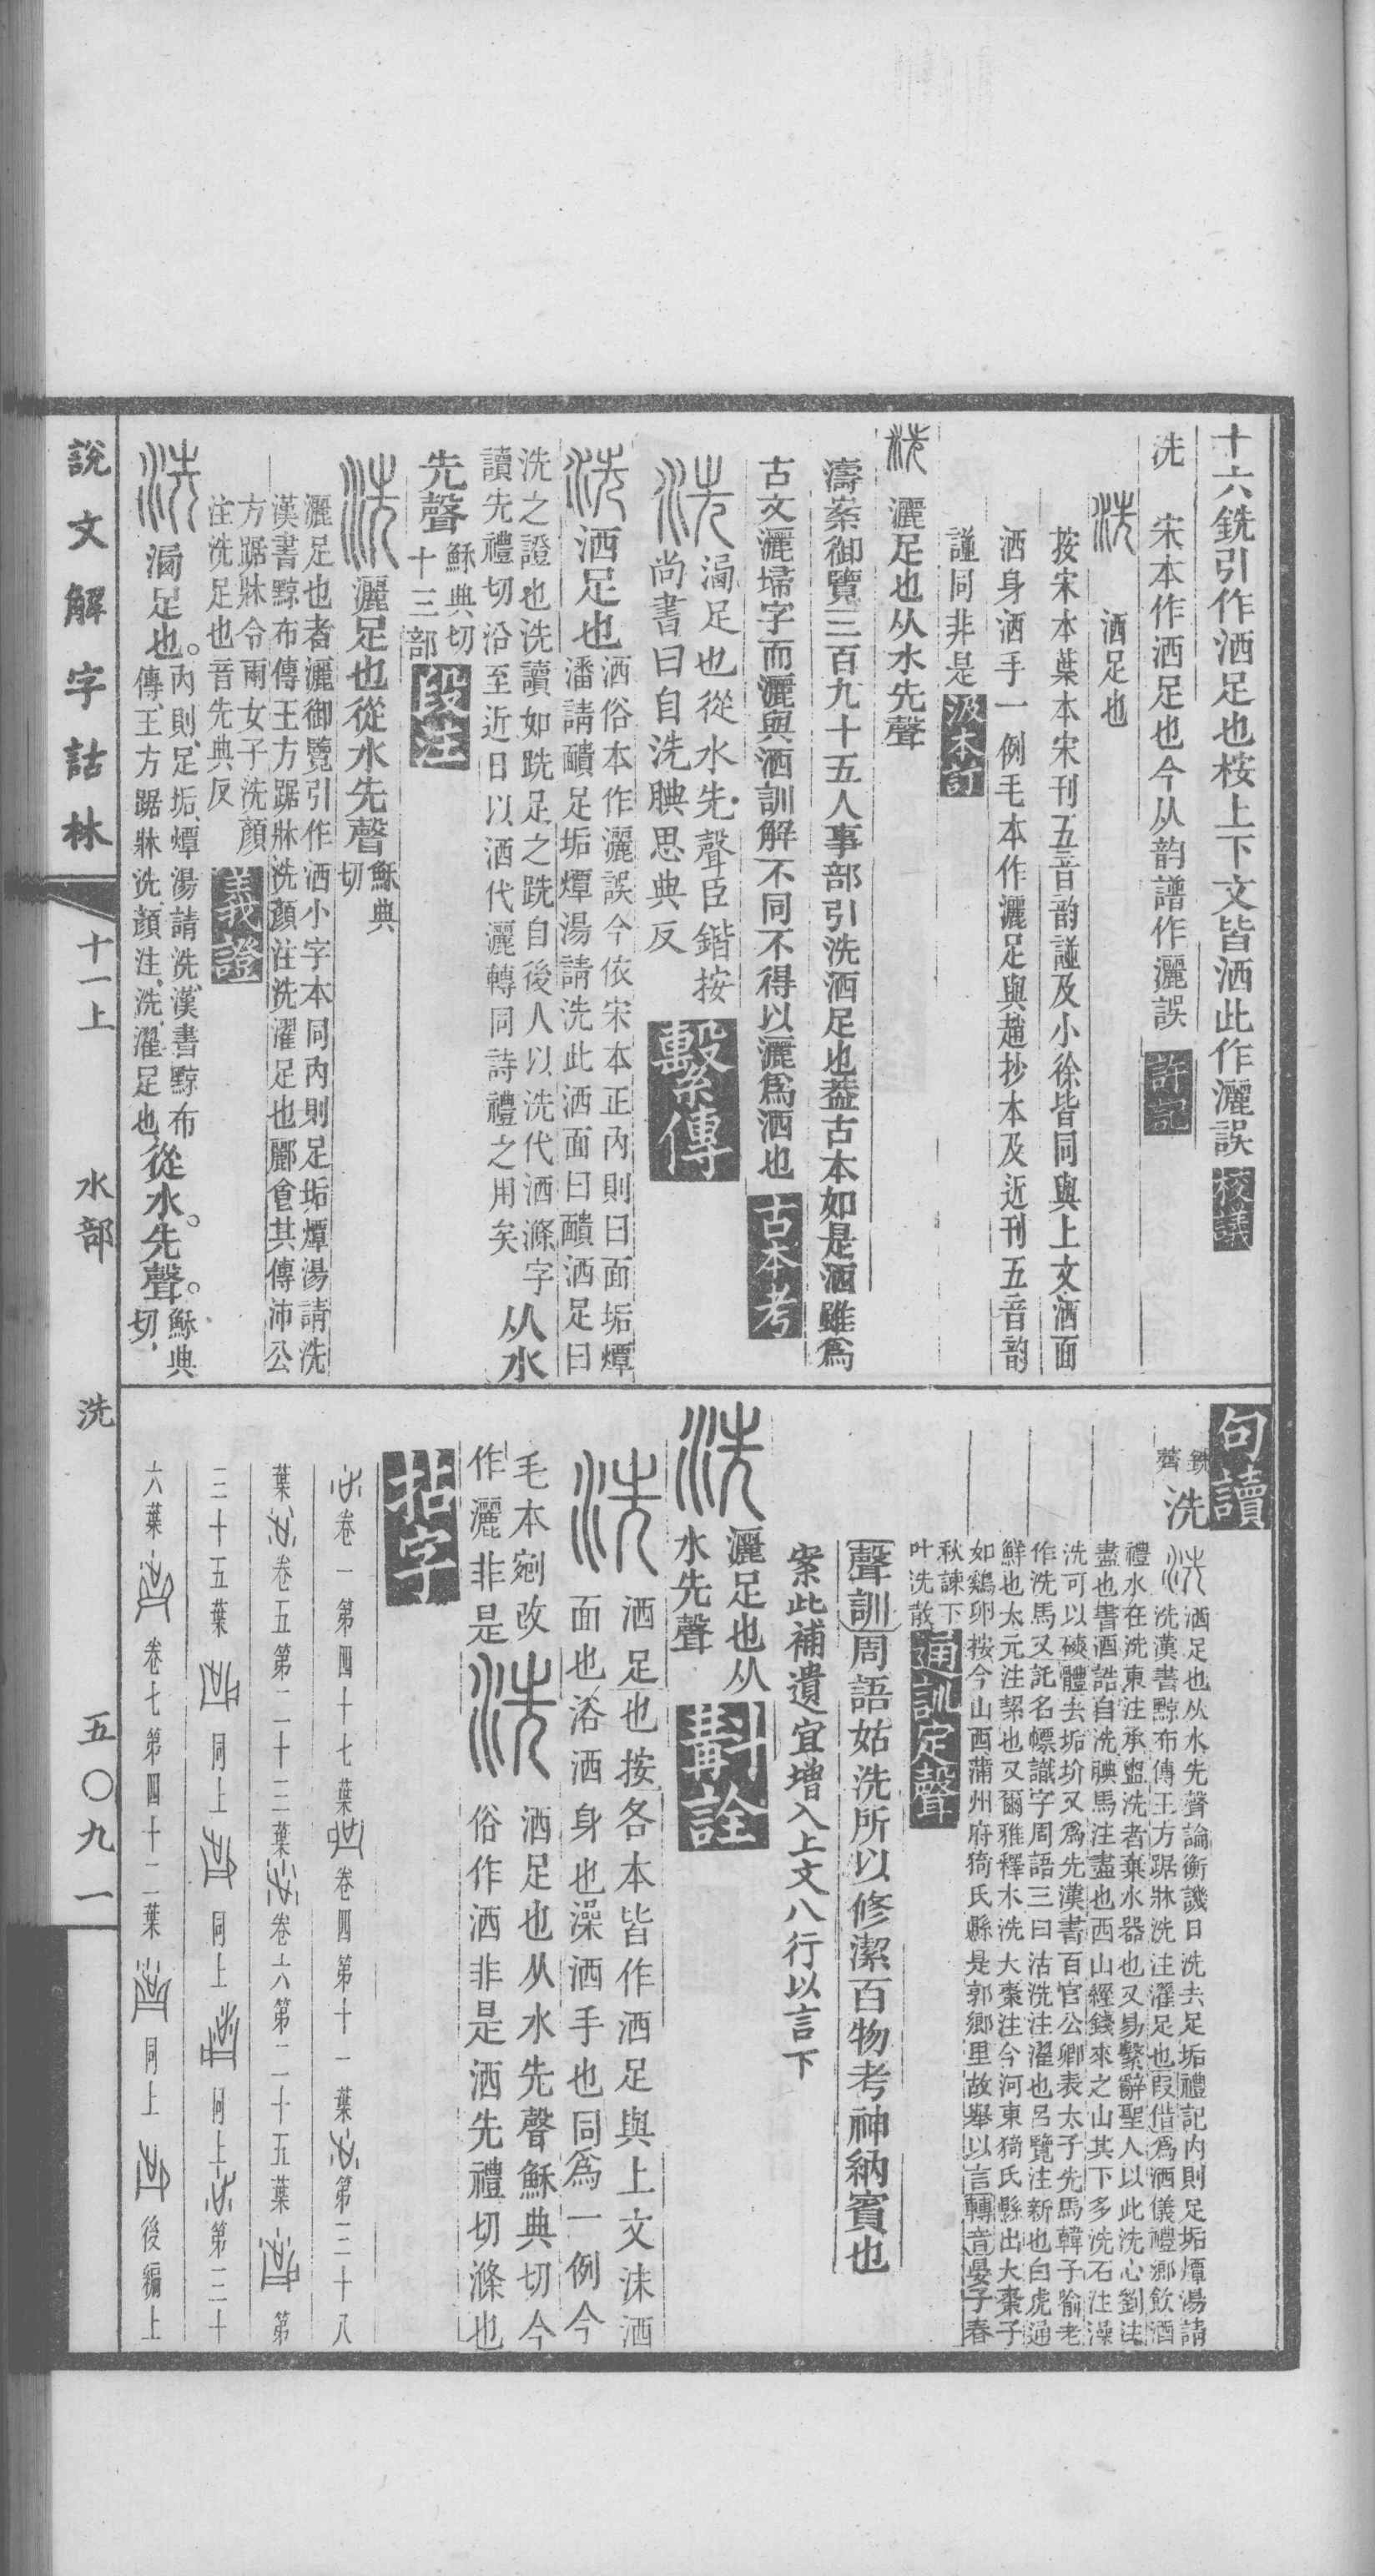 十六銑引作洒足也桉上下文皆洒此作灑誤 校議
洗 宋本作洒足也今从韵譜作灑誤 許記
洗 洒足也
按宋本葉本宋刊五音韵譜及小徐皆同與上文洒面
洒身洒手一例毛本作灑足與趙抄本及近刊五音韵
譜同非是 汲本訂
洗 灑足也从水先聲
濤案御覽三百九十五人事部引洗洒足也葢古本如是洒雖爲
古文灑埽字而灑與洒訓解不同不得以灑爲洒也 古本考
洗 漏足也從水先聲臣鍇按
尚書曰自洗腆思典反 繫傳
洗 洒足也
洒俗本作灑誤今依宋本正內則曰面垢燂
潘請靧足垢燂湯請洗此洒面曰靧洒足曰
洗之證也洗讀如跣足之跣自後人以洗代洒滌字
讀先禮切沿至近日以洒代灑轉同詩禮之用矣
从水
先聲
穌典切
十三部
段注
洗 灑足也從水先聲
穌典
切
灑足也者灑御覽引作洒小字本同內則足垢燂湯請洗
漢書黥布傳王方踞牀洗顏注洗濯足也酈食其傳沛公
方踞牀令兩女子洗顏
注洗足也音先典反
義證
洗 漏足也。
內則、足垢、燂湯請洗、漢書黥布
傳、王方踞牀洗、顏注、洗、濯足也、
從水。先聲。
穌典
切、
句讀
銑
薺
洗
洗 洒足也从水先聲論衡譏日洗去足垢禮記內則足垢燂湯請
洗漢書黥布傳王方踞牀洗注濯足也叚借爲洒儀禮鄉飲酒
禮水在洗東注承盥洗者棄水器也又易繫辭聖人以此洗心劉注
盡也書酒誥自洗腆馬注盡也西山經錢來之山其下多洗石注澡
洗可以磢體去垢圿又爲先漢書百官公卿表太子先馬韓子喻老
作洗馬又託名幖識字周語三曰沽洗注濯也呂覽注新也白虎通
鮮也太元注絜也又爾雅釋木洗大棗注今河東猗氏縣出大棗子
如雞卵按今山西蒲州府猗氏縣是郭鄉里故舉以言轉音晏子春
秋諫下
叶洗散
通訓定聲
聲訓周語姑洗所以修潔百物考神納賓也
案此補遺宜增入上文八行以言下
洗 灑足也从
水先聲
斠詮
洗 洒足也按各本皆作洒足與上文沬洒
面也浴洒身也澡洒手也同爲一例今
毛本剜改
作灑非是
洗 洒足也从水先聲穌典切今
俗作洒非是洒先禮切滌也
拈字
卷一第四十七葉 卷四第十一葉 第三十八
葉 卷五第二十三葉 卷六第二十五葉 第
三十五葉 同上 同上 同上 第三十
六葉 卷七第四十二葉 同上 後編上
說文解字詁林 十一上 水部 洗 五〇九一